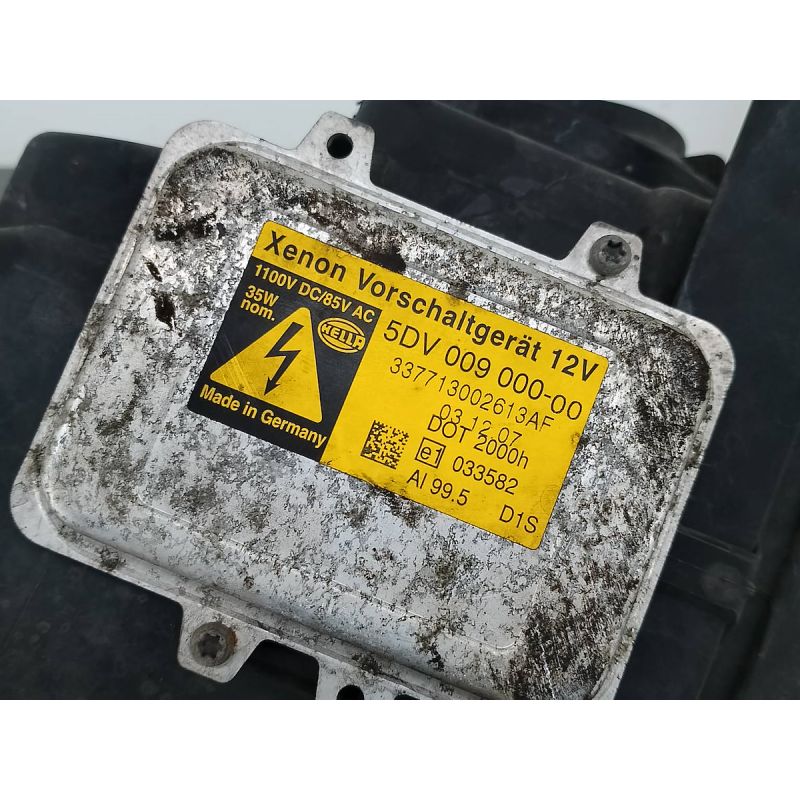 Xenon Vorschaltgerät 12V
1100V DC/85V AC
35W
nom.
HELLA
Made in Germany
5DV 009 000-00
337713002613AF
03.12.07
DOT 2000h
e1 033582
AI 99.5 D1S